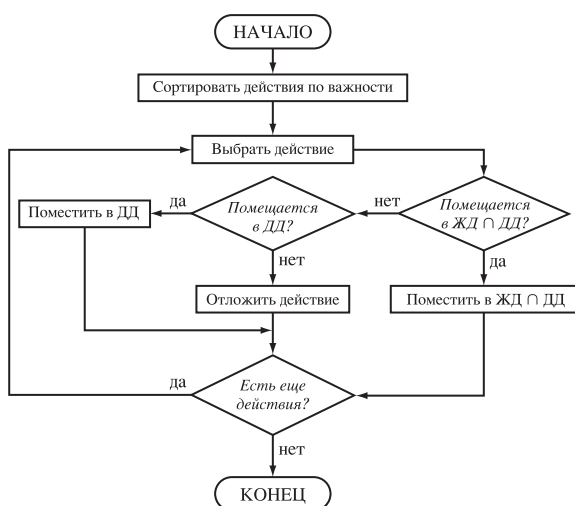 НАЧАЛО
Сортировать действия по важности
Выбрать действие
Помещается
в ЖД ∩ ДД?
нет
да
Помещается
в ДД?
да
нет
Поместить в ДД
Отложить действие
Поместить в ЖД ∩ ДД
Есть еще
действия?
да
нет
КОНЕЦ